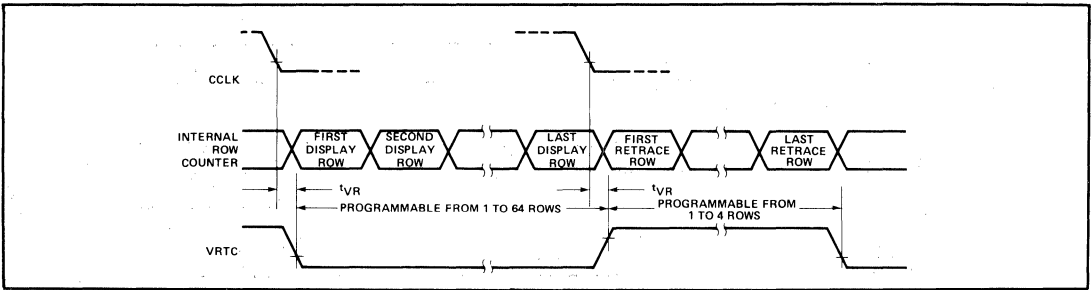 CCLK
INTERNAL
ROW
COUNTER
FIRST
DISPLAY
ROW
SECOND
DISPLAY
ROW
LAST
DISPLAY
ROW
FIRST
RETRACE
ROW
LAST
RETRACE
ROW
tVR
tVR
PROGRAMMABLE FROM 1 TO 64 ROWS
PROGRAMMABLE FROM
1 TO 4 ROWS
VRTC